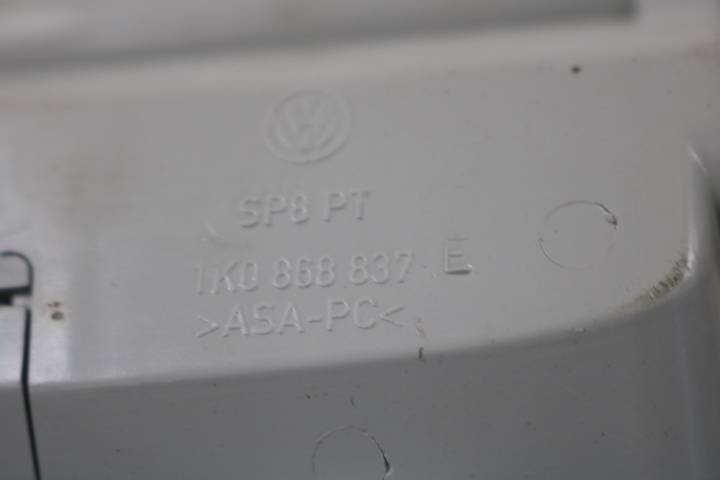 SP8 PT
1K0 868 837 E
>ASA-PC<